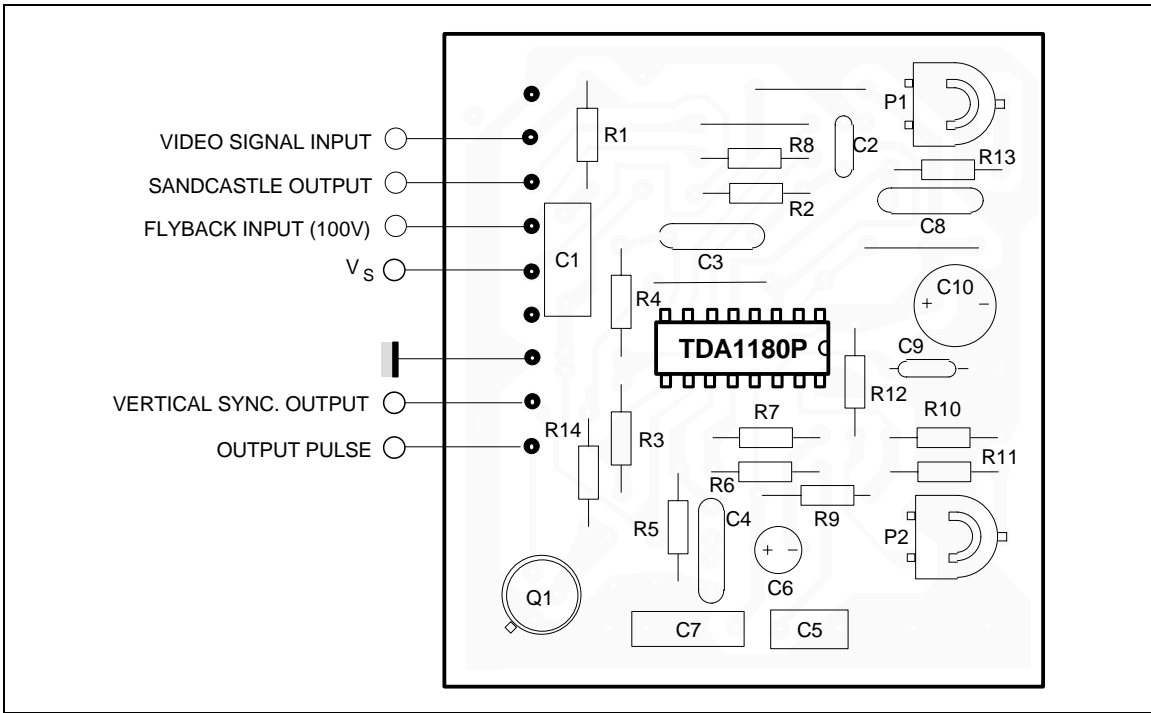 VIDEO SIGNAL INPUT
SANDCASTLE OUTPUT
FLYBACK INPUT (100V)
V S
VERTICAL SYNC. OUTPUT
OUTPUT PULSE
P1
R1
R8
C2
R13
R2
C8
C3
C1
C10
+ −
R4
TDA1180P
C9
R12
R7
R10
R14
R3
R11
R6
C4
R9
R5
P2
+ −
C6
Q1
C7
C5